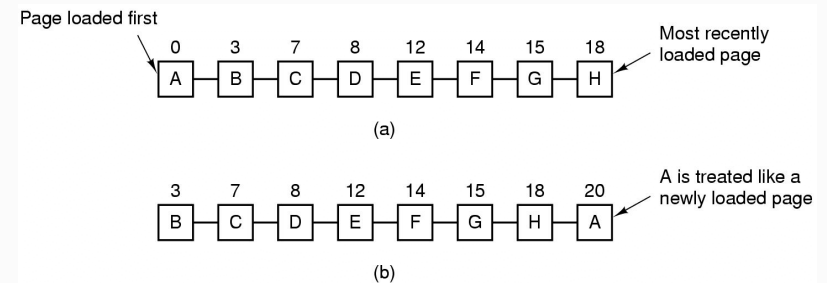 Page loaded first
0 3 7 8 12 14 15 18
Most recently
loaded page
A B C D E F G H
(a)
3 7 8 12 14 15 18 20
A is treated like a
newly loaded page
B C D E F G H A
(b)